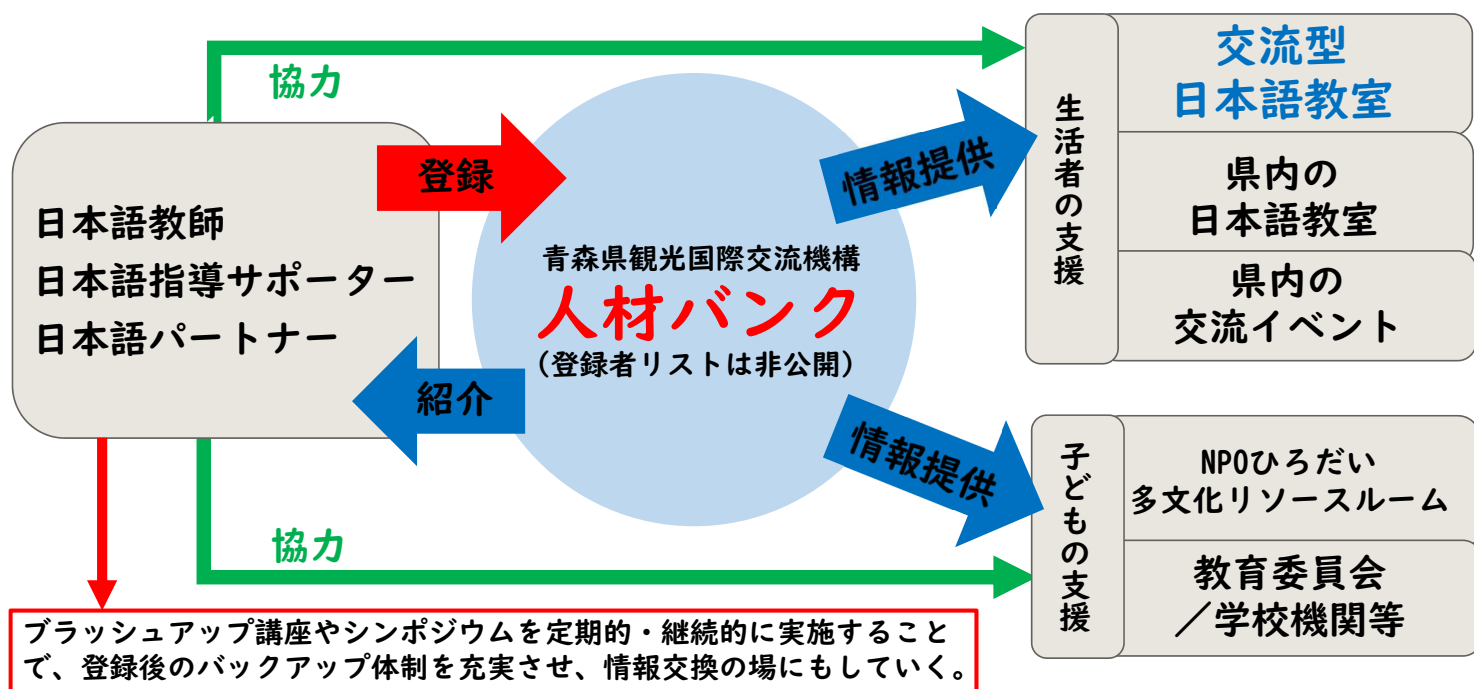 協力
日本語教師
日本語指導サポーター
日本語パートナー
登録
紹介
青森県観光国際交流機構
人材バンク
(登録者リストは非公開)
情報提供
情報提供
生活者の支援
交流型
日本語教室
県内の
日本語教室
県内の
交流イベント
子どもの支援
NPOひろだい
多文化リソースルーム
教育委員会
／学校機関等
協力
ブラッシュアップ講座やシンポジウムを定期的・継続的に実施すること
で、登録後のバックアップ体制を充実させ、情報交換の場にもしていく。